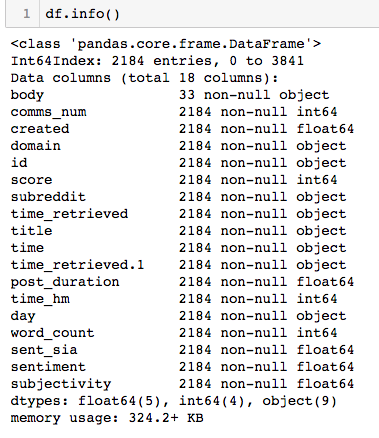 1 df.info()
<class 'pandas.core.frame.DataFrame'>
Int64Index: 2184 entries, 0 to 3841
Data columns (total 18 columns):
body 33 non-null object
comms_num 2184 non-null int64
created 2184 non-null float64
domain 2184 non-null object
id 2184 non-null object
score 2184 non-null int64
subreddit 2184 non-null object
time_retrieved 2184 non-null object
title 2184 non-null object
time 2184 non-null object
time_retrieved.1 2184 non-null object
post_duration 2184 non-null float64
time_hm 2184 non-null int64
day 2184 non-null object
word_count 2184 non-null int64
sent_sia 2184 non-null float64
sentiment 2184 non-null float64
subjectivity 2184 non-null float64
dtypes: float64(5), int64(4), object(9)
memory usage: 324.2+ KB